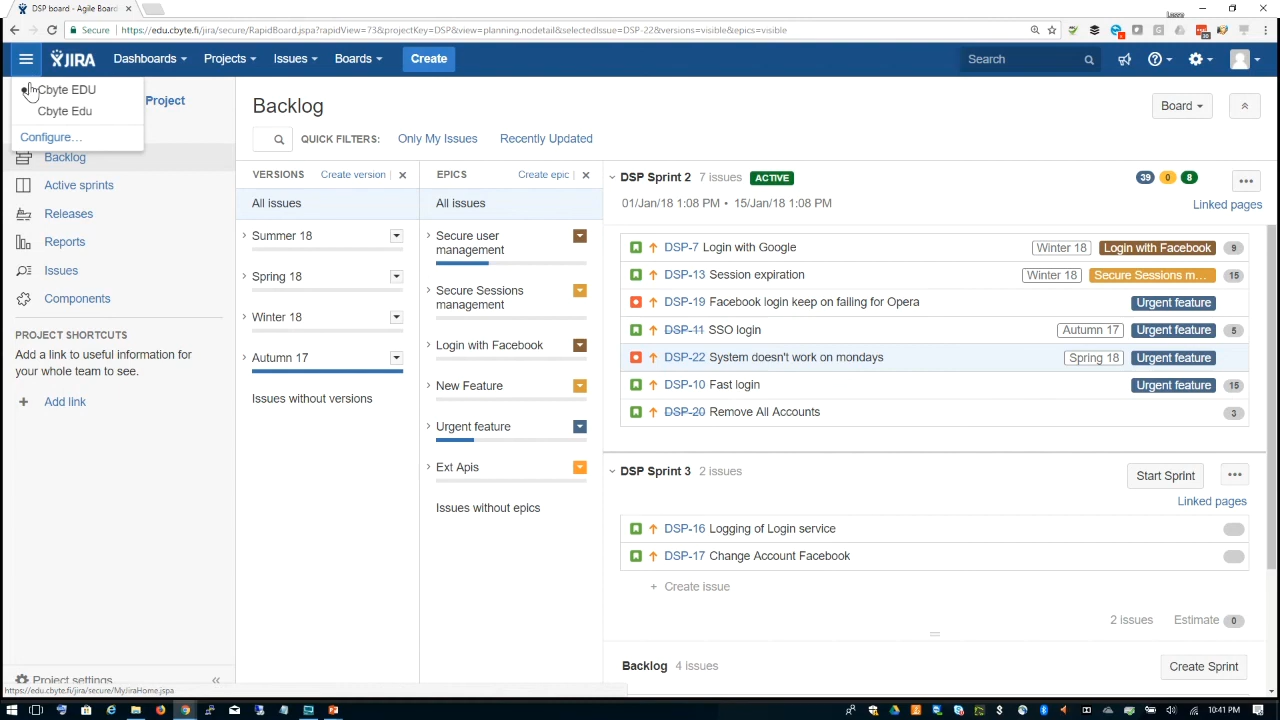 DSP board - Agile Board
Secure
https://edu.cbyte.fi/jira/secure/RapidBoard.jspa?rapidView=73&projectKey=DSP&view=planning.nodetail&selectedIssue=DSP-22&versions=visible&epics=visible
JIRA
Dashboards
Projects
Issues
Boards
Create
Search
Cbyte EDU
Cbyte Edu
Configure…
Project
Backlog
Active sprints
Releases
Reports
Issues
Components
PROJECT SHORTCUTS
Add a link to useful information for
your whole team to see.
+ Add link
Project settings
«
https://edu.cbyte.fi/jira/secure/MyJiraHome.jspa
Backlog
Board
QUICK FILTERS: Only My Issues Recently Updated
VERSIONS Create version
All issues
Summer 18
Spring 18
Winter 18
Autumn 17
Issues without versions
EPICS Create epic
All issues
Secure user
management
Secure Sessions
management
Login with Facebook
New Feature
Urgent feature
Ext Apis
Issues without epics
DSP Sprint 2 7 issues ACTIVE 39 0 8
01/Jan/18 1:08 PM • 15/Jan/18 1:08 PM
Linked pages
DSP-7 Login with Google Winter 18 Login with Facebook 9
DSP-13 Session expiration Winter 18 Secure Sessions m... 15
DSP-19 Facebook login keep on failing for Opera Urgent feature
DSP-11 SSO login Autumn 17 Urgent feature 5
DSP-22 System doesn't work on mondays Spring 18 Urgent feature
DSP-10 Fast login Urgent feature 15
DSP-20 Remove All Accounts 3
DSP Sprint 3 2 issues Start Sprint
Linked pages
DSP-16 Logging of Login service
DSP-17 Change Account Facebook
+ Create issue
2 issues Estimate 0
Backlog 4 issues Create Sprint
10:41 PM